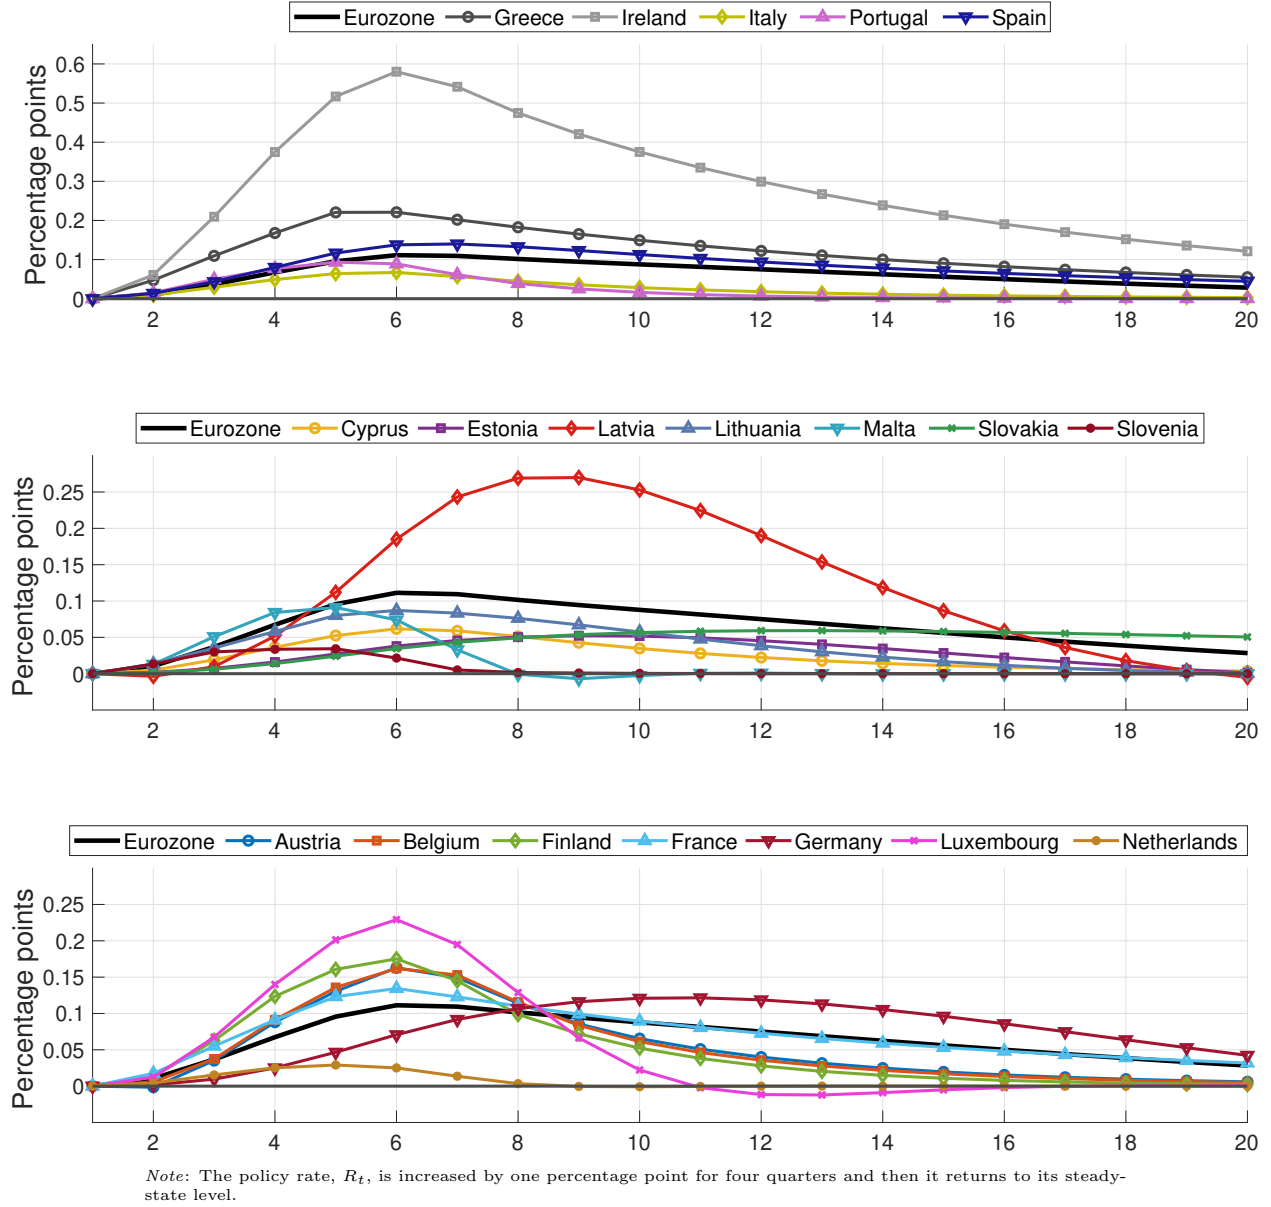 Eurozone Greece Ireland Italy Portugal Spain
Percentage points
0.6
0.5
0.4
0.3
0.2
0.1
0
2 4 6 8 10 12 14 16 18 20
Eurozone Cyprus Estonia Latvia Lithuania Malta Slovakia Slovenia
Percentage points
0.25
0.2
0.15
0.1
0.05
0
2 4 6 8 10 12 14 16 18 20
Eurozone Austria Belgium Finland France Germany Luxembourg Netherlands
Percentage points
0.25
0.2
0.15
0.1
0.05
0
2 4 6 8 10 12 14 16 18 20
Note: The policy rate, R_t, is increased by one percentage point for four quarters and then it returns to its steady-
state level.